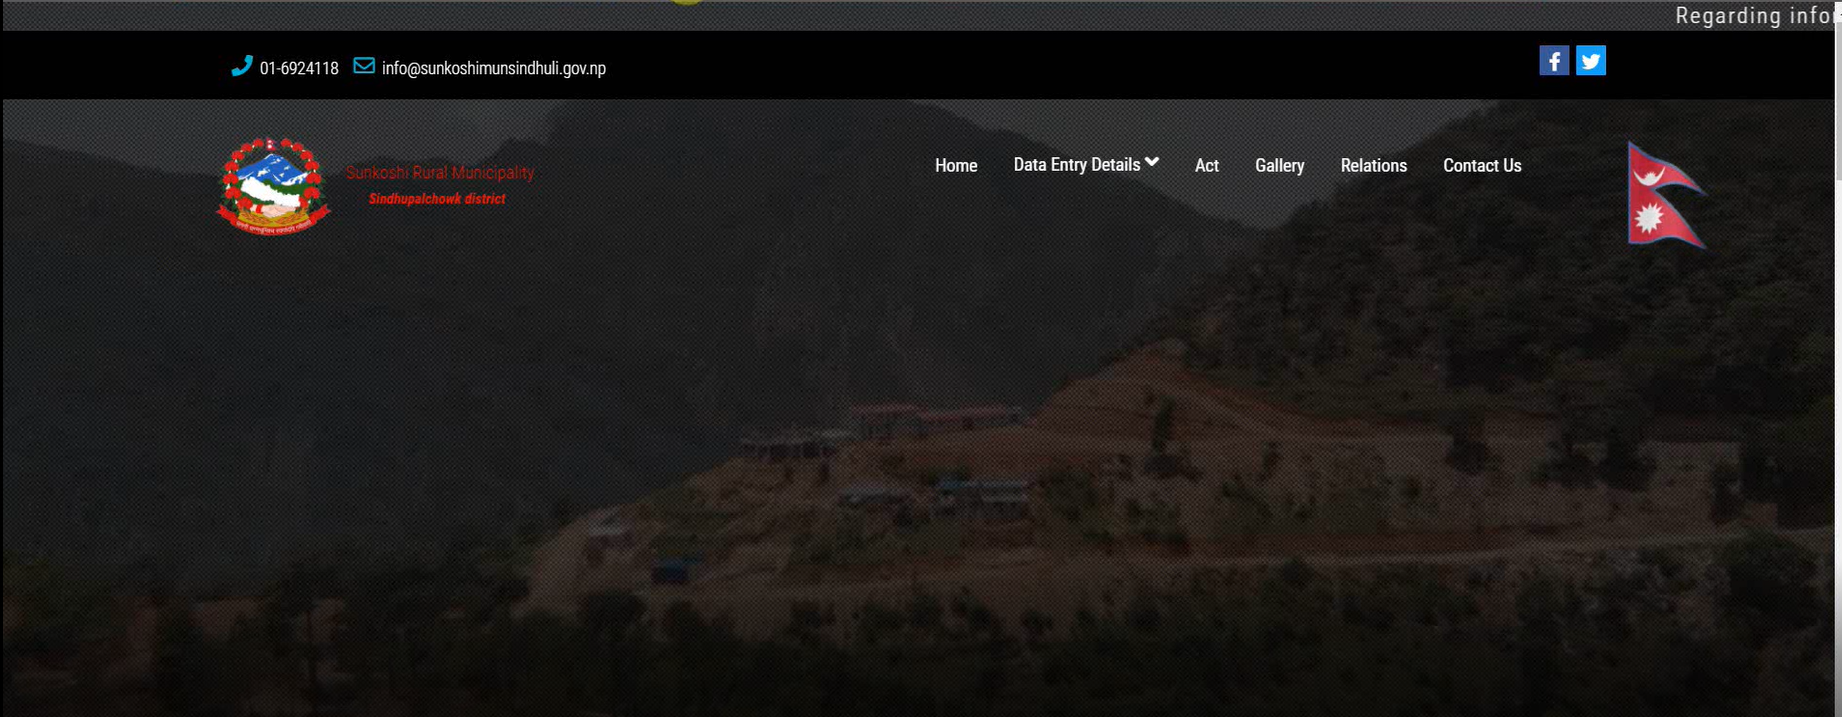 Regarding infor
01-6924118 info@sunkoshimunsindhuli.gov.np
Sunkoshi Rural Municipality
Sindhupalchowk district
Home Data Entry Details Act Gallery Relations Contact Us